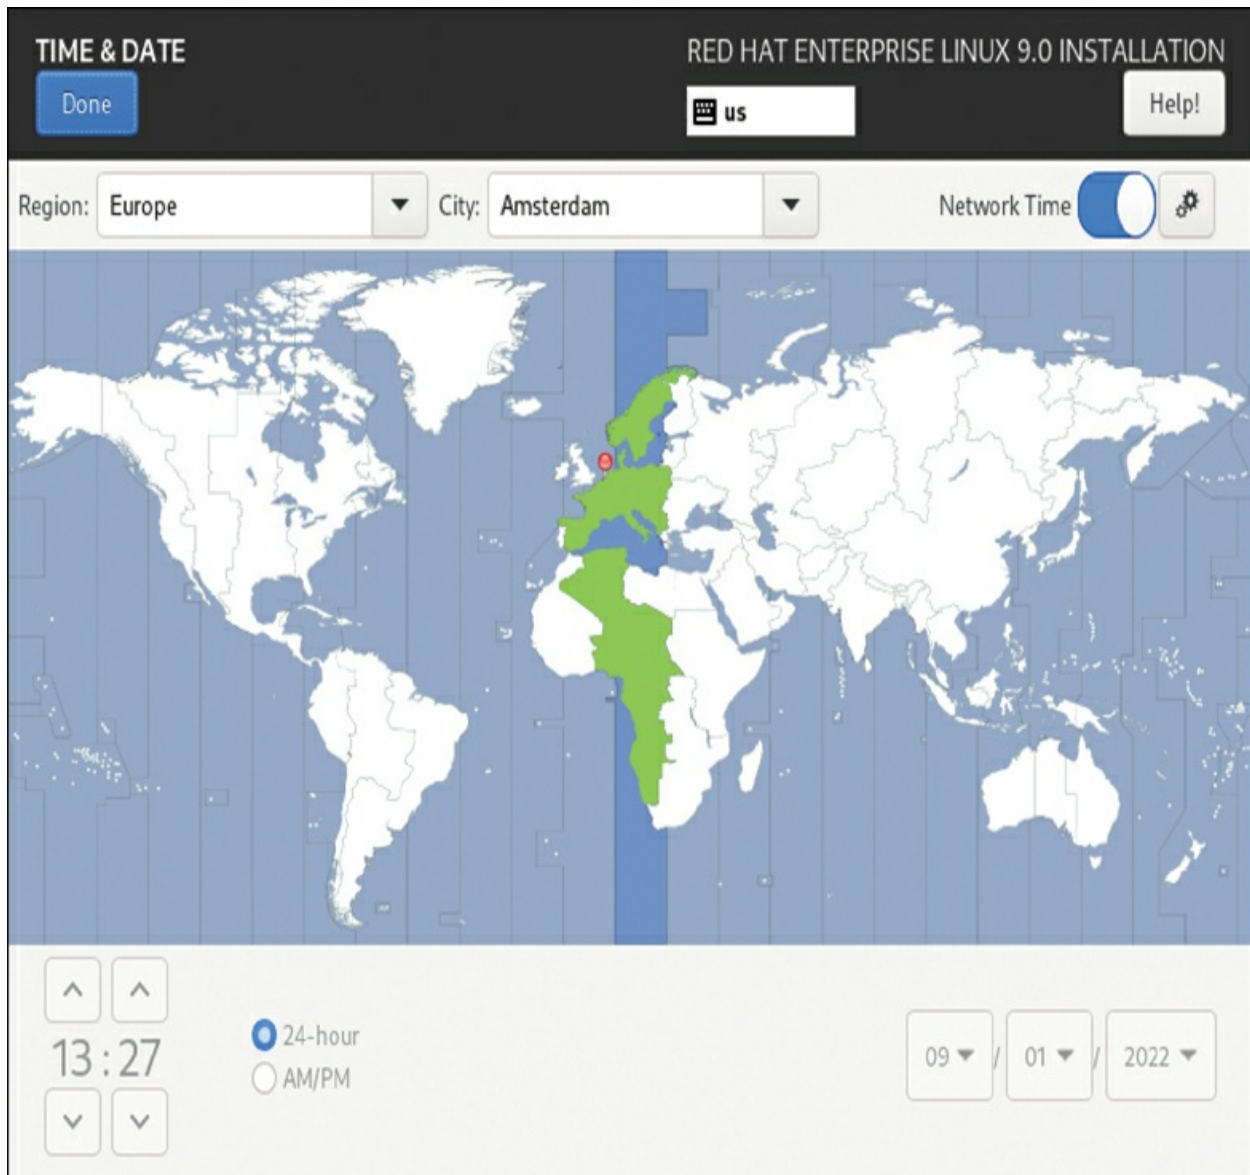 TIME & DATE
RED HAT ENTERPRISE LINUX 9.0 INSTALLATION
Done
us
Help!
Region: Europe City: Amsterdam Network Time
24-hour
13:27
09 / 01 / 2022
AM/PM